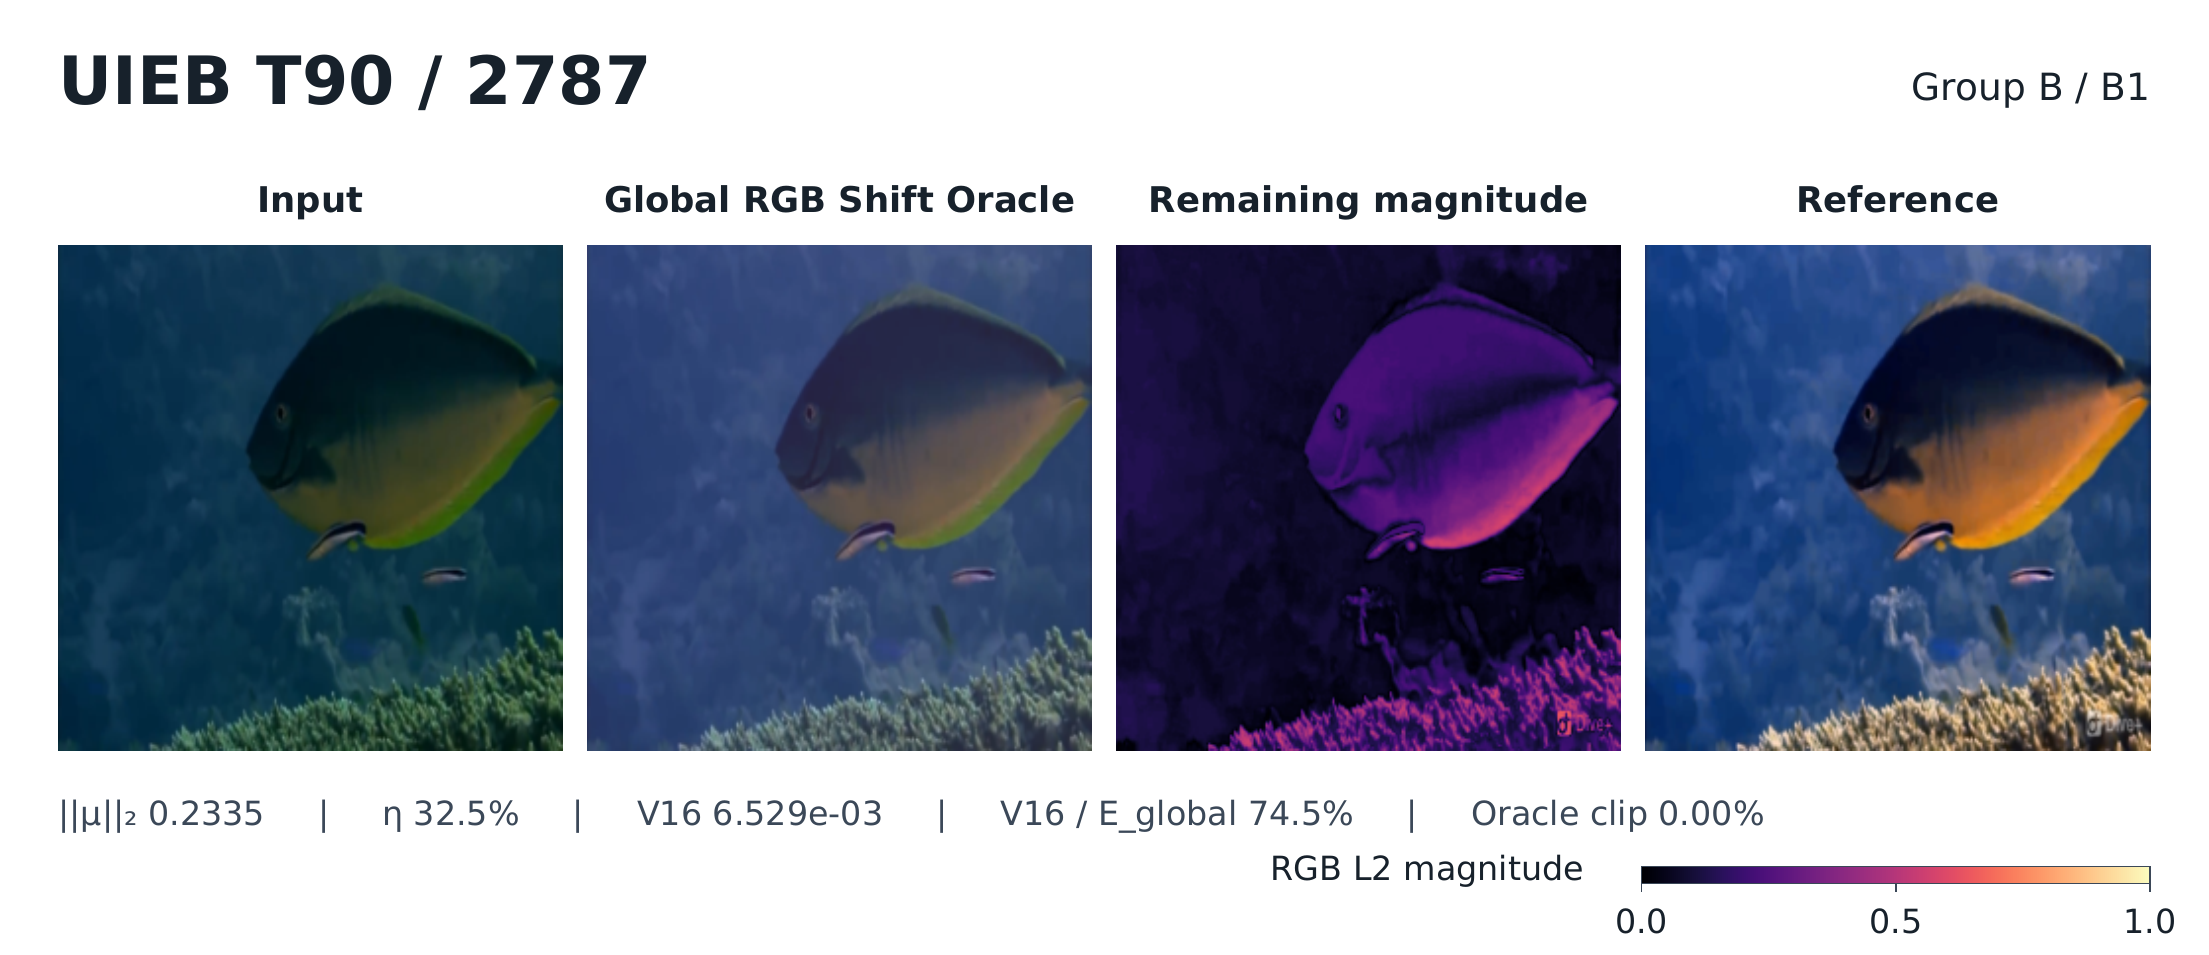 UIEB T90 / 2787
Group B / B1
Input
Global RGB Shift Oracle
Remaining magnitude
Reference
||μ||₂ 0.2335 | η 32.5% | V16 6.529e-03 | V16 / E_global 74.5% | Oracle clip 0.00%
RGB L2 magnitude
0.0 0.5 1.0